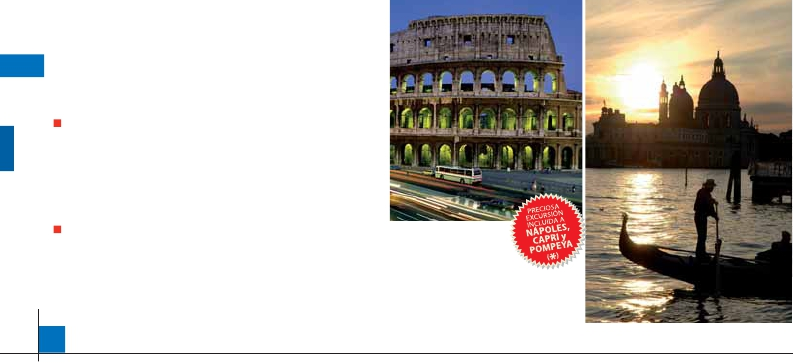 PRECIOSA
EXCURSIÓN
INCLUIDA A
NÁPOLES,
CAPRI y
POMPEYA
(*)